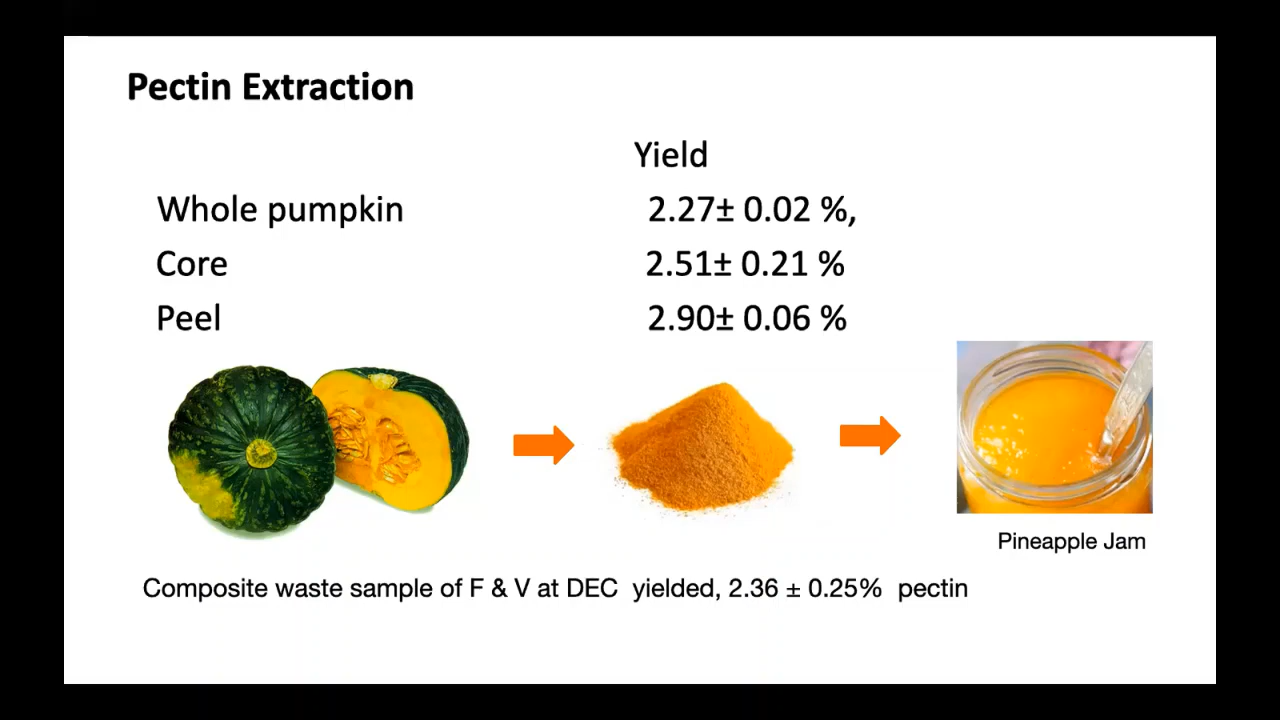 Pectin Extraction
Yield
Whole pumpkin 2.27± 0.02 %,
Core 2.51± 0.21 %
Peel 2.90± 0.06 %
Pineapple Jam
Composite waste sample of F & V at DEC yielded, 2.36 ± 0.25% pectin